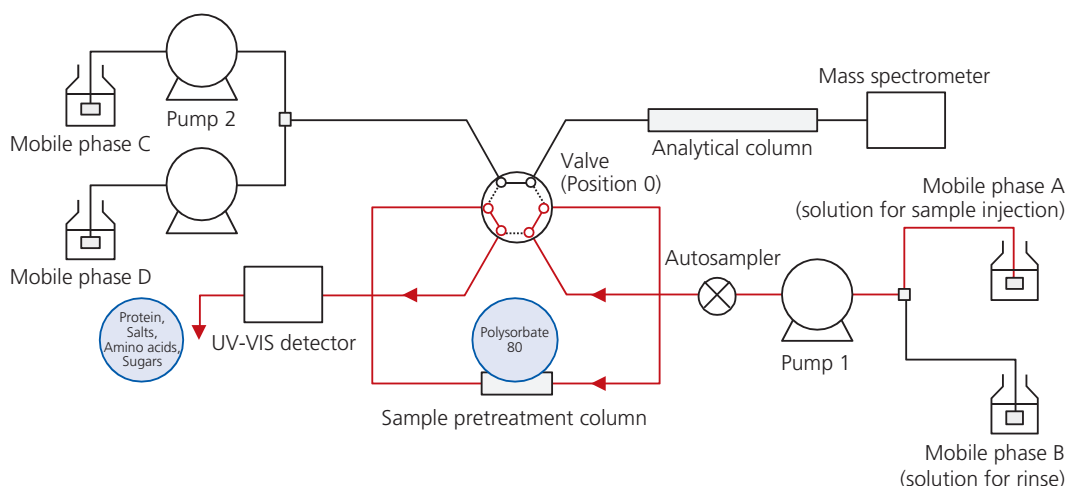 Mobile phase C
Pump 2
Mobile phase D
Protein,
Salts,
Amino acids,
Sugars
UV-VIS detector
Valve
(Position 0)
Polysorbate
80
Sample pretreatment column
Analytical column
Mass spectrometer
Autosampler
Pump 1
Mobile phase A
(solution for sample injection)
Mobile phase B
(solution for rinse)